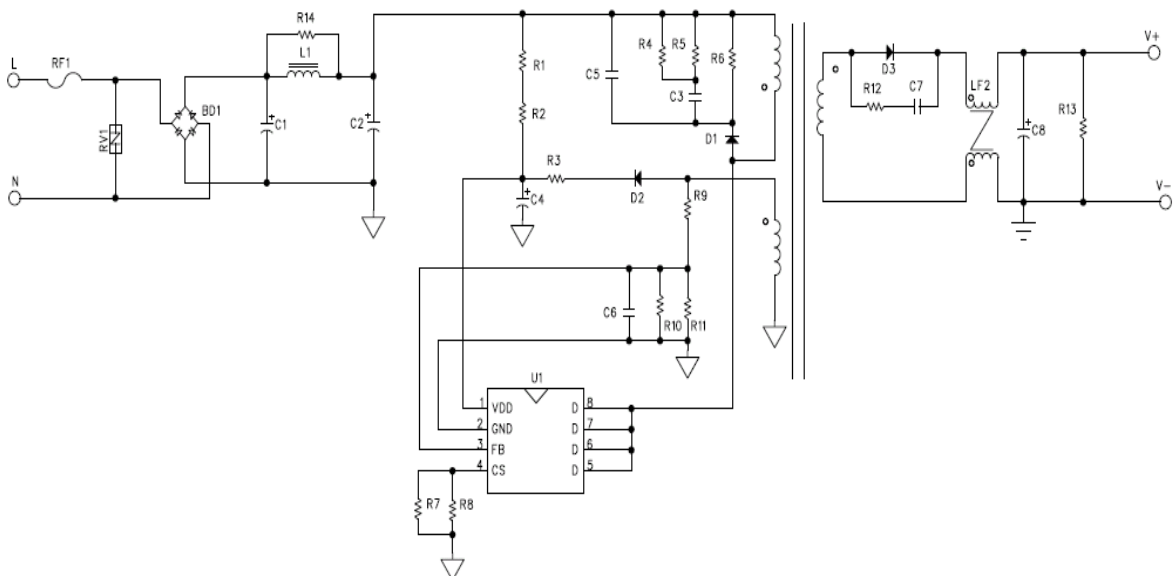 R14
V+
L
RF1
L1
R4
R5
R1
R6
D3
C5
LF2
R12
C7
C3
BD1
C1
C2
R2
D1
C8
R13
RV1
R3
N
D2
R9
C4
V-
C6
R10
R11
U1
1 VDD D 8
2 GND D 7
3 FB D 6
4 CS D 5
R7
R8